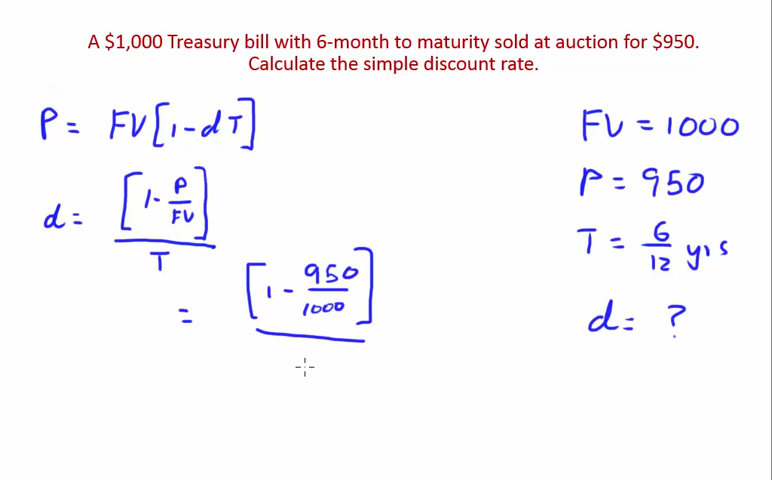 A $1,000 Treasury bill with 6-month to maturity sold at auction for $950.
Calculate the simple discount rate.
P = FV[1-dT]
d = [1-P/FV]/T
= [1-950/1000]
FV = 1000
P = 950
T = 6/12 yrs
d = ?